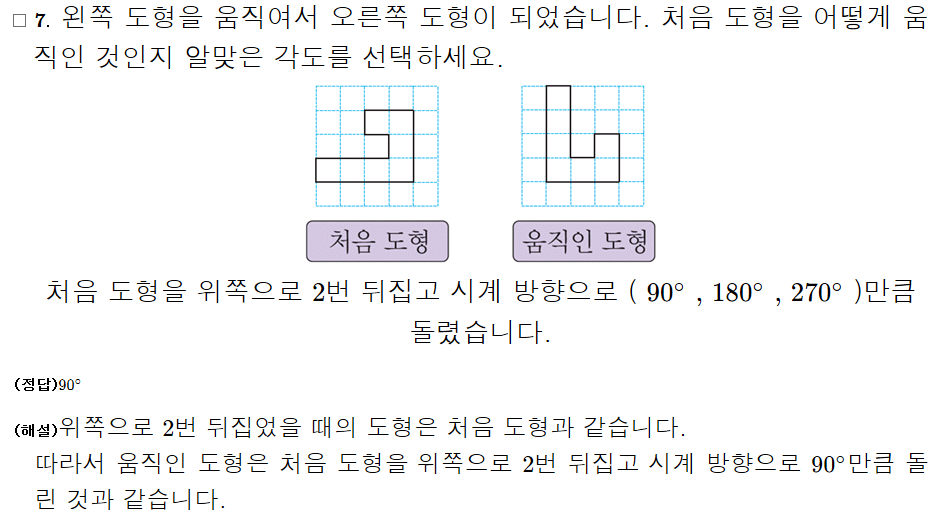 □ 7. 왼쪽 도형을 움직여서 오른쪽 도형이 되었습니다. 처음 도형을 어떻게 움
직인 것인지 알맞은 각도를 선택하세요.
처음 도형 움직인 도형
처음 도형을 위쪽으로 2번 뒤집고 시계 방향으로 ( 90° , 180° , 270° )만큼
돌렸습니다.
(정답)90°
(해설)위쪽으로 2번 뒤집었을 때의 도형은 처음 도형과 같습니다.
따라서 움직인 도형은 처음 도형을 위쪽으로 2번 뒤집고 시계 방향으로 90°만큼 돌
린 것과 같습니다.